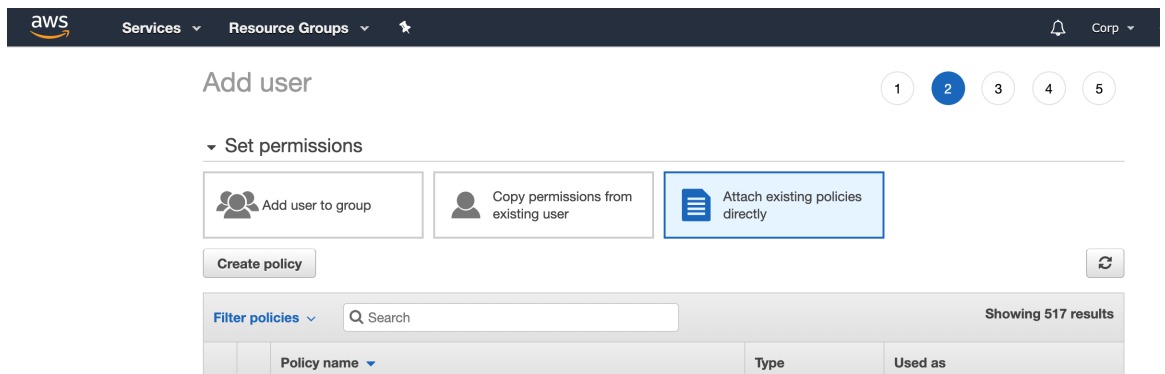 aws Services Resource Groups Corp
Add user 1 2 3 4 5
Set permissions
Add user to group
Copy permissions from
existing user
Attach existing policies
directly
Create policy
Filter policies Search Showing 517 results
Policy name Type Used as